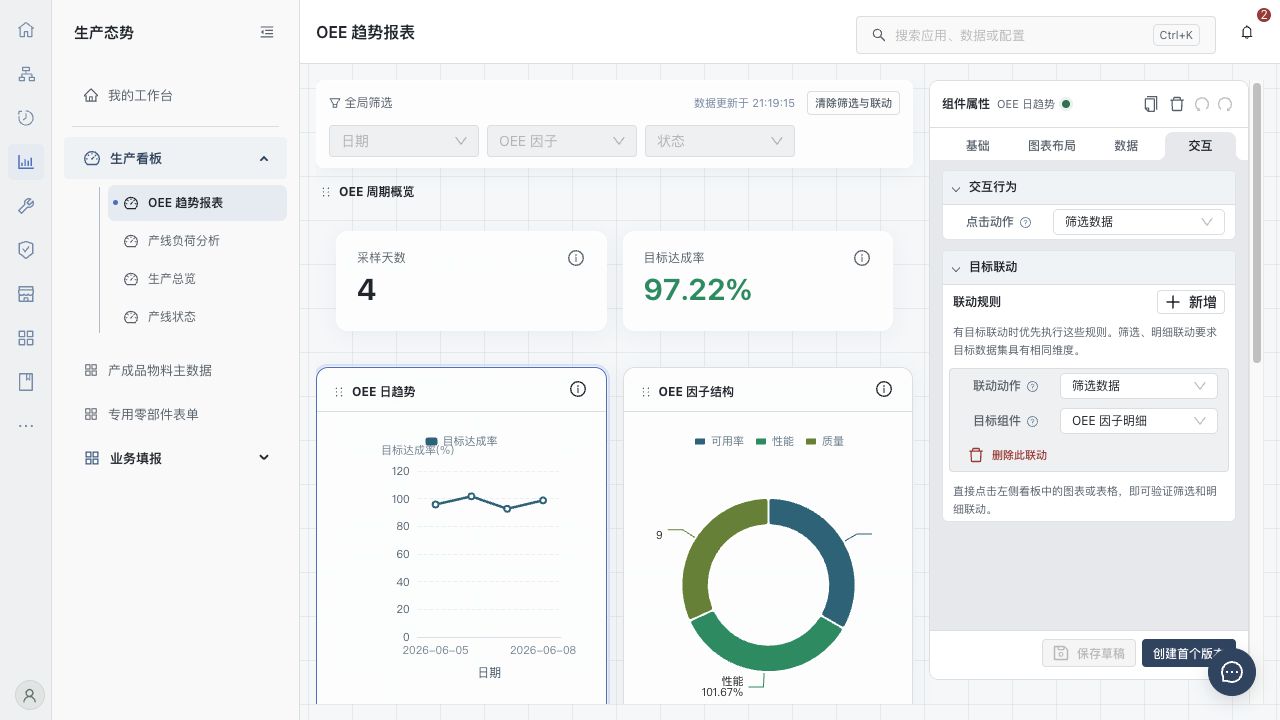 生产态势
我的工作台
生产看板
OEE 趋势报表
产线负荷分析
生产总览
产线状态
产成品物料主数据
专用零部件表单
业务填报
OEE 趋势报表
搜索应用、数据或配置
Ctrl+K
2
全局筛选
数据更新于 21:19:15
清除筛选与联动
日期
OEE 因子
状态
OEE 周期概览
采样天数
4
目标达成率
97.22%
OEE 日趋势
目标达成率
目标达成率(%)
120
100
80
60
40
20
0
2026-06-05
2026-06-08
日期
OEE 因子结构
可用率
性能
质量
9
性能
101.67%
组件属性
OEE 日趋势
基础
图表布局
数据
交互
交互行为
点击动作
筛选数据
目标联动
联动规则
新增
有目标联动时优先执行这些规则。筛选、明细联动要求
目标数据集具有相同维度。
联动动作
筛选数据
目标组件
OEE 因子明细
删除此联动
直接点击左侧看板中的图表或表格，即可验证筛选和明
细联动。
保存草稿
创建首个版